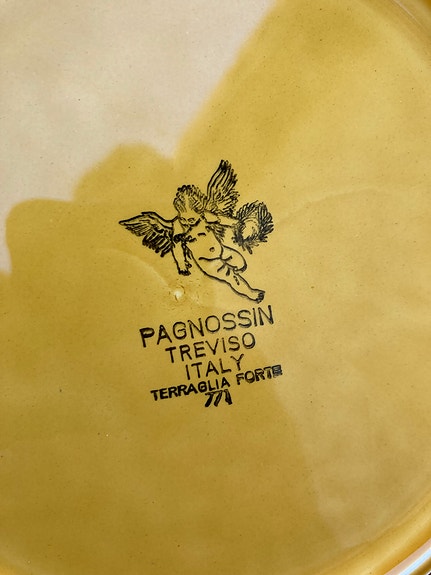 PAGNOSSIN
TREVISO
ITALY
TERRAGLIA FORTE
771